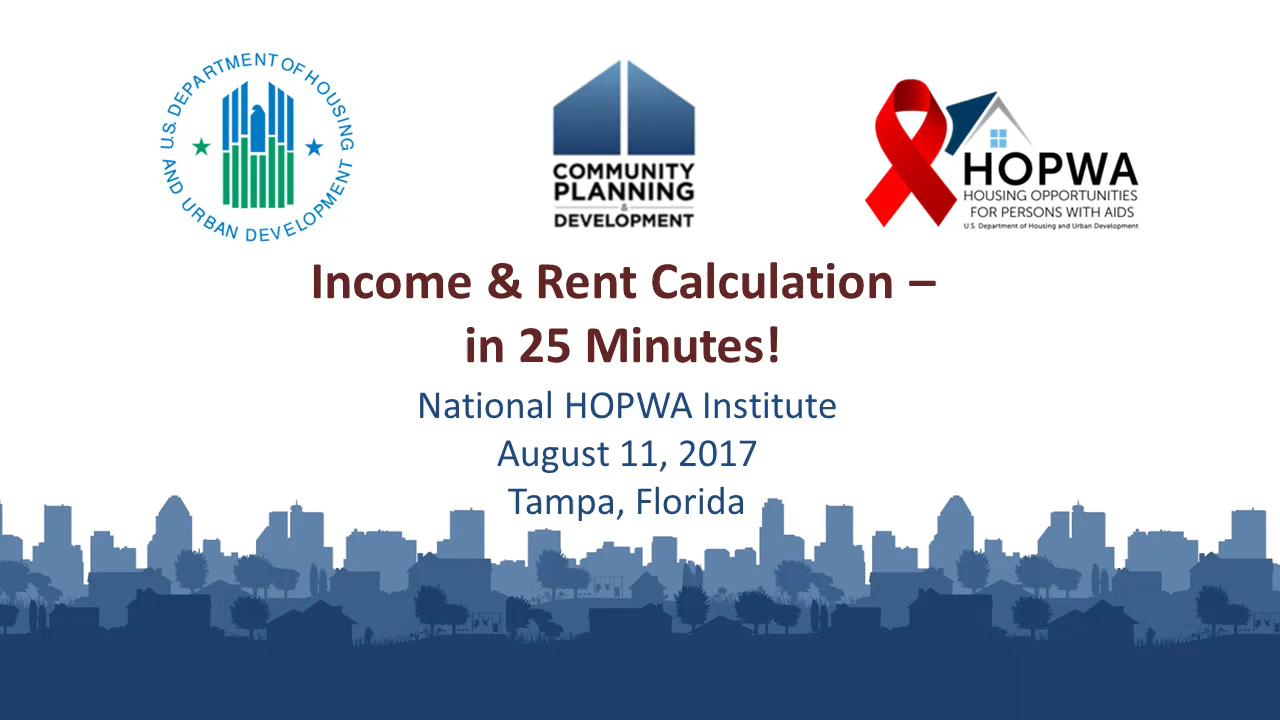 U.S. DEPARTMENT OF HOUSING
AND URBAN DEVELOPMENT
COMMUNITY
PLANNING
&
DEVELOPMENT
HOPWA
HOUSING OPPORTUNITIES
FOR PERSONS WITH AIDS
U.S. Department of Housing and Urban Development
Income & Rent Calculation –
in 25 Minutes!
National HOPWA Institute
August 11, 2017
Tampa, Florida